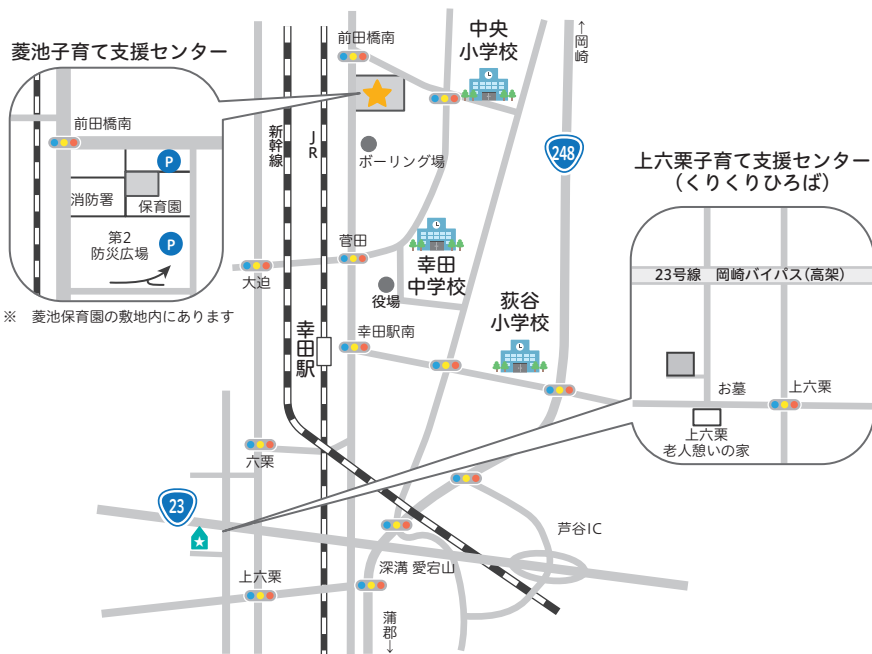 菱池子育て支援センター
前田橋南
P
消防署
保育園
第2
防災広場
P
※　菱池保育園の敷地内にあります
前田橋南
中央
小学校
←岡崎
新幹線
JR
ボーリング場
248
菅田
大迫
幸田
中学校
役場
荻谷
小学校
幸田駅
幸田駅南
上六栗子育て支援センター
（くりくりひろば）
23号線　岡崎バイパス（高架）
お墓
上六栗
上六栗
老人憩いの家
六栗
23
芦谷IC
上六栗
深溝 愛宕山
蒲郡→